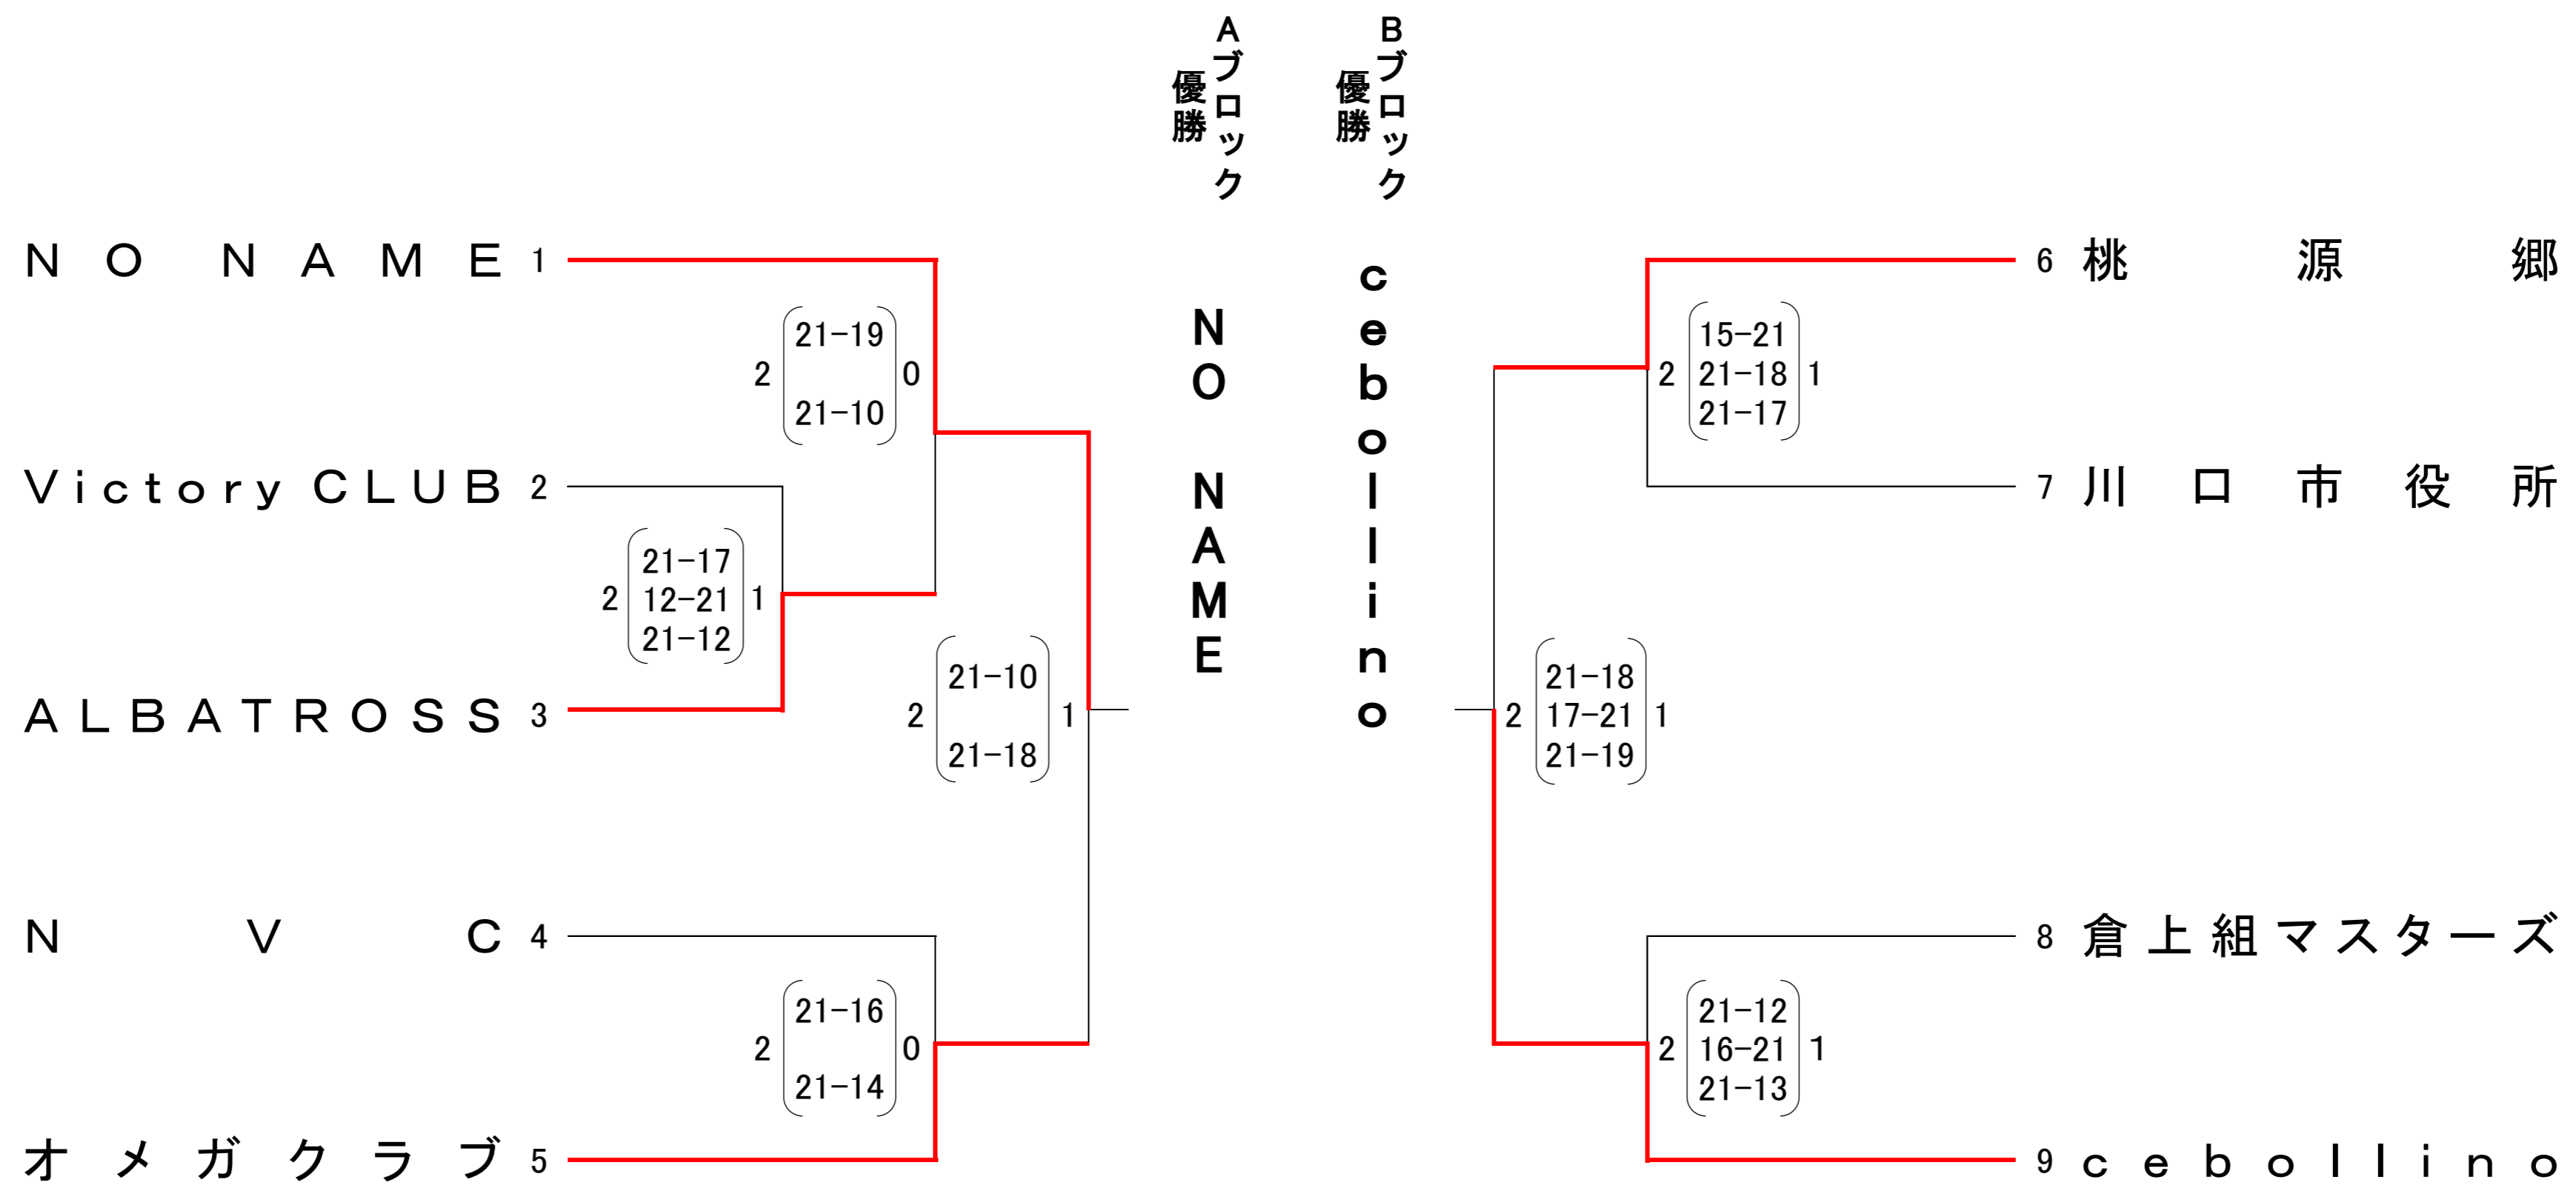 Aブロック
優勝
NO NAME
Bブロック
優勝
cebollino
NO NAME 1
21-19
2 0
21-10
Victory CLUB 2
21-17
2 12-21 1
21-12
ALBATROSS 3
21-10
2 1
21-18
NVC 4
21-16
2 0
21-14
オメガクラブ 5
6 桃源郷
15-21
2 21-18 1
21-17
7 川口市役所
21-18
2 17-21 1
21-19
8 倉上組マスターズ
21-12
2 16-21 1
21-13
9 cebollino